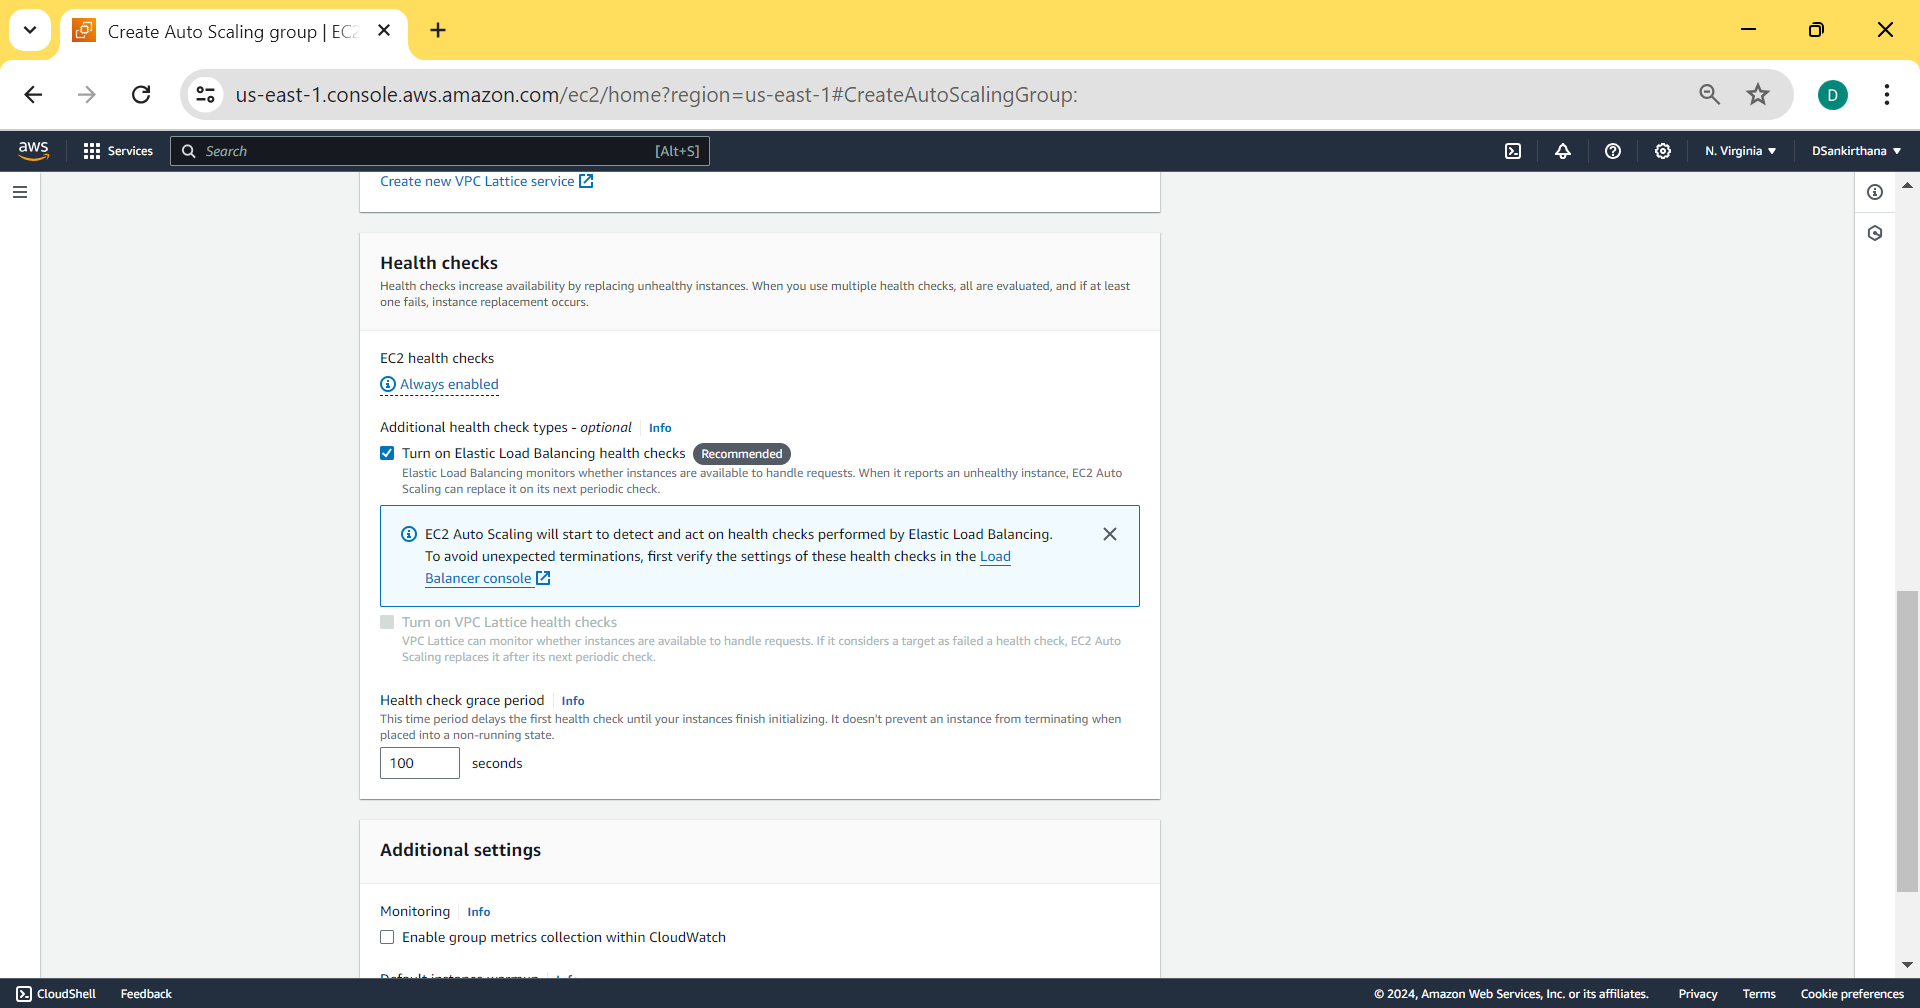 Create Auto Scaling group | EC2
us-east-1.console.aws.amazon.com/ec2/home?region=us-east-1#CreateAutoScalingGroup:
D
aws
Services
Search
[Alt+S]
N. Virginia
DSankirthana
Create new VPC Lattice service
Health checks
Health checks increase availability by replacing unhealthy instances. When you use multiple health checks, all are evaluated, and if at least
one fails, instance replacement occurs.
EC2 health checks
Always enabled
Additional health check types - optional Info
Turn on Elastic Load Balancing health checks Recommended
Elastic Load Balancing monitors whether instances are available to handle requests. When it reports an unhealthy instance, EC2 Auto
Scaling can replace it on its next periodic check.
EC2 Auto Scaling will start to detect and act on health checks performed by Elastic Load Balancing.
To avoid unexpected terminations, first verify the settings of these health checks in the Load
Balancer console
Turn on VPC Lattice health checks
VPC Lattice can monitor whether instances are available to handle requests. If it considers a target as failed a health check, EC2 Auto
Scaling replaces it after its next periodic check.
Health check grace period Info
This time period delays the first health check until your instances finish initializing. It doesn't prevent an instance from terminating when
placed into a non-running state.
100 seconds
Additional settings
Monitoring Info
Enable group metrics collection within CloudWatch
Default instance warmup Info
CloudShell
Feedback
© 2024, Amazon Web Services, Inc. or its affiliates.
Privacy
Terms
Cookie preferences